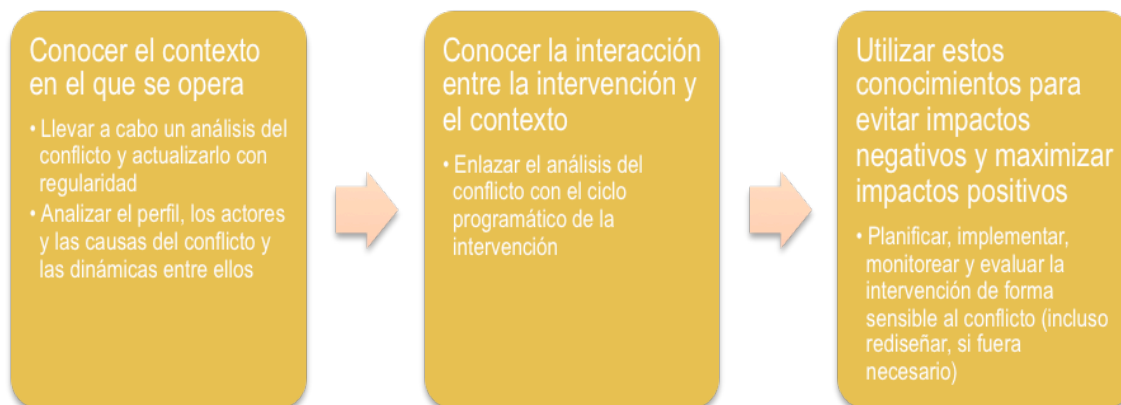 Conocer el contexto
en el que se opera
• Llevar a cabo un análisis del
conflicto y actualizarlo con
regularidad
• Analizar el perfil, los actores
y las causas del conflicto y
las dinámicas entre ellos
Conocer la interacción
entre la intervención y
el contexto
• Enlazar el análisis del
conflicto con el ciclo
programático de la
intervención
Utilizar estos
conocimientos para
evitar impactos
negativos y maximizar
impactos positivos
• Planificar, implementar,
monitorear y evaluar la
intervención de forma
sensible al conflicto (incluso
rediseñar, si fuera
necesario)